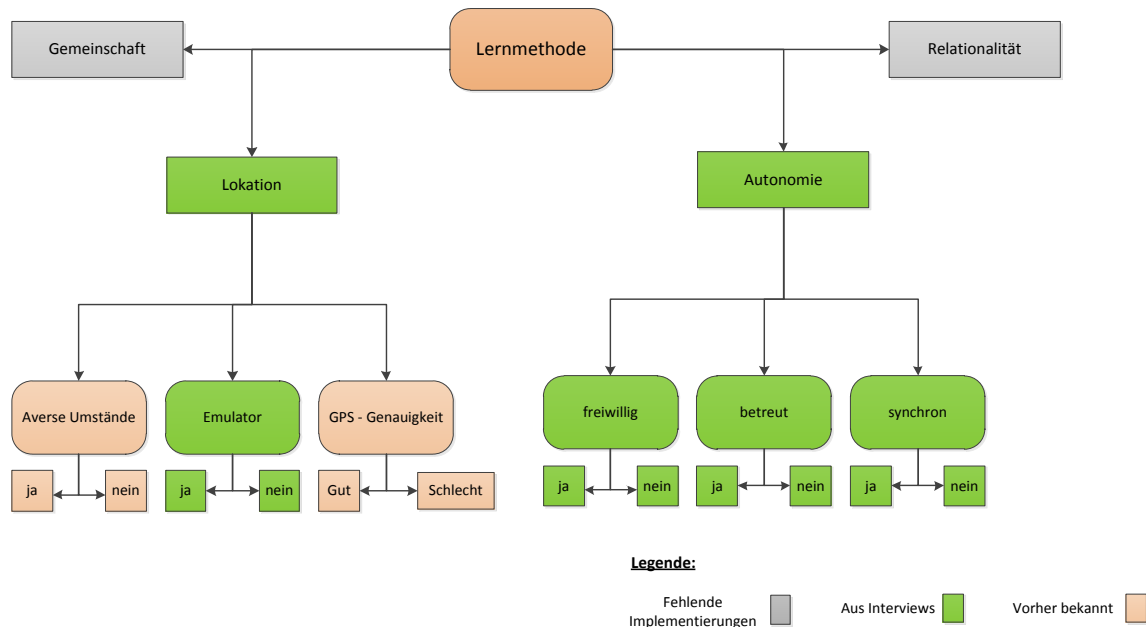 Gemeinschaft
Lernmethode
Relationalität
Lokation
Autonomie
Averse Umstände
Emulator
GPS - Genauigkeit
freiwillig
betreut
synchron
ja
nein
ja
nein
Gut
Schlecht
ja
nein
ja
nein
ja
nein
Legende:
Fehlende
Implementierungen
Aus Interviews
Vorher bekannt